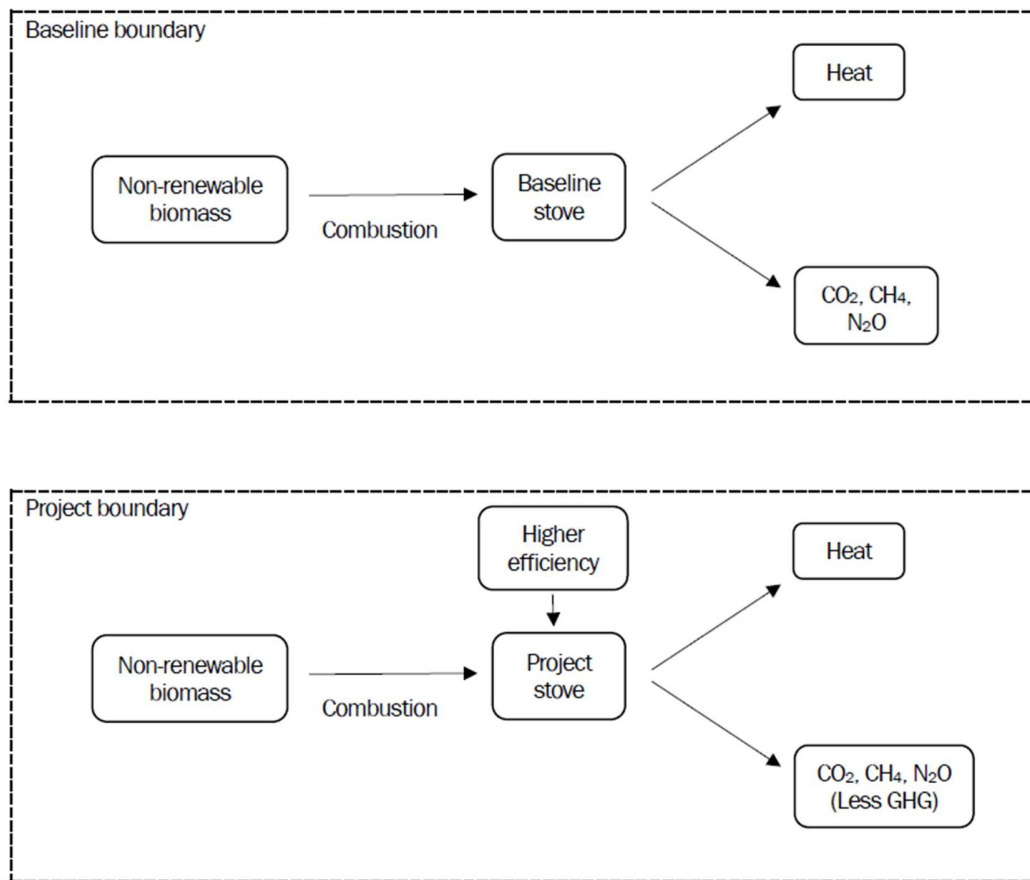 Baseline boundary
Heat
Non-renewable
biomass
Combustion
Baseline
stove
CO₂, CH₄,
N₂O
Project boundary
Higher
efficiency
Heat
Non-renewable
biomass
Combustion
Project
stove
CO₂, CH₄, N₂O
(Less GHG)